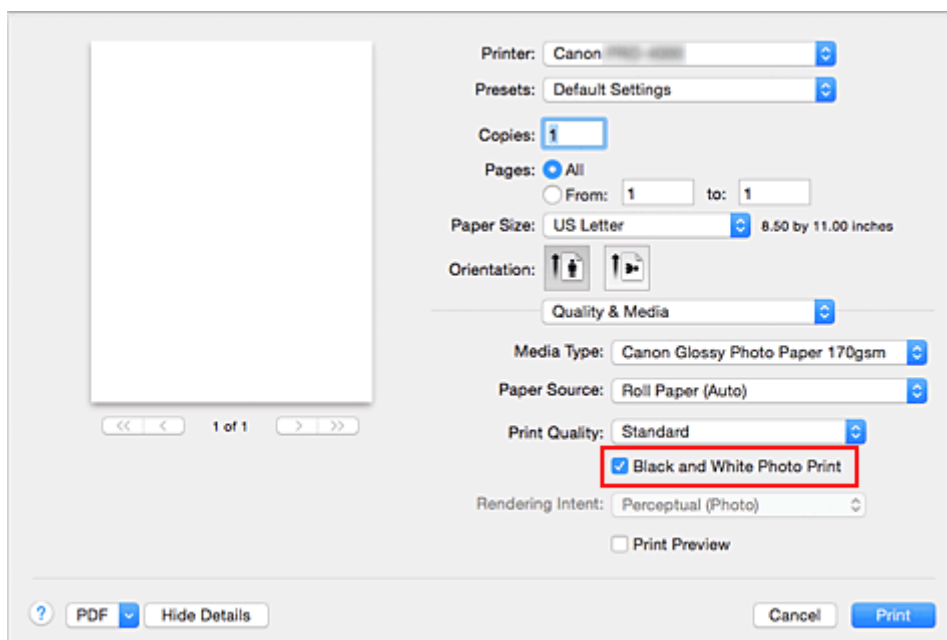 Printer: Canon
Presets: Default Settings
Copies: 1
Pages: All
From: 1 to: 1
Paper Size: US Letter 8.50 by 11.00 inches
Orientation:
Quality & Media
Media Type: Canon Glossy Photo Paper 170gsm
Paper Source: Roll Paper (Auto)
1 of 1
Print Quality: Standard
Black and White Photo Print
Rendering Intent: Perceptual (Photo)
Print Preview
? PDF Hide Details Cancel Print